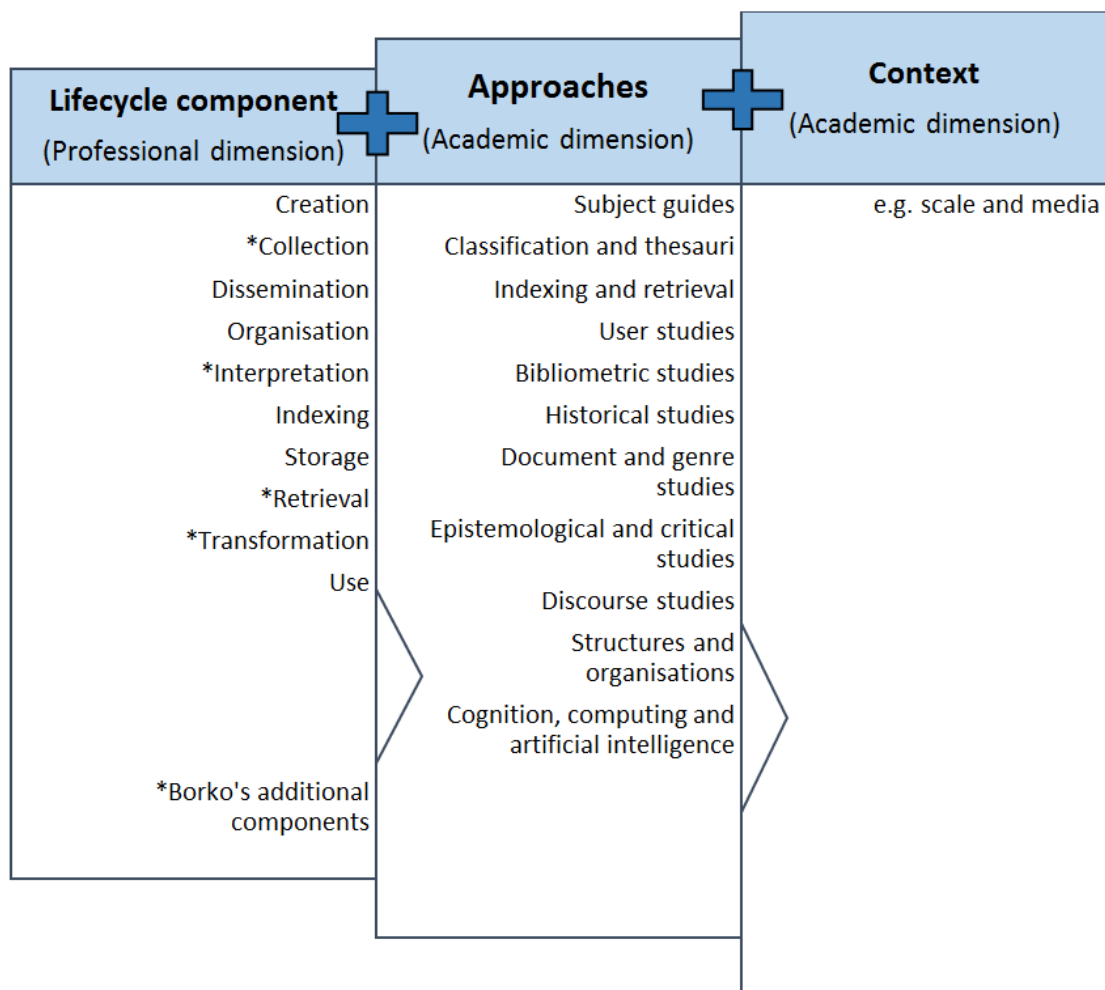 Lifecycle component
(Professional dimension)
Creation
*Collection
Dissemination
Organisation
*Interpretation
Indexing
Storage
*Retrieval
*Transformation
Use
*Borko's additional
components
Approaches
(Academic dimension)
Subject guides
Classification and thesauri
Indexing and retrieval
User studies
Bibliometric studies
Historical studies
Document and genre
studies
Epistemological and critical
studies
Discourse studies
Structures and
organisations
Cognition, computing and
artificial intelligence
Context
(Academic dimension)
e.g. scale and media